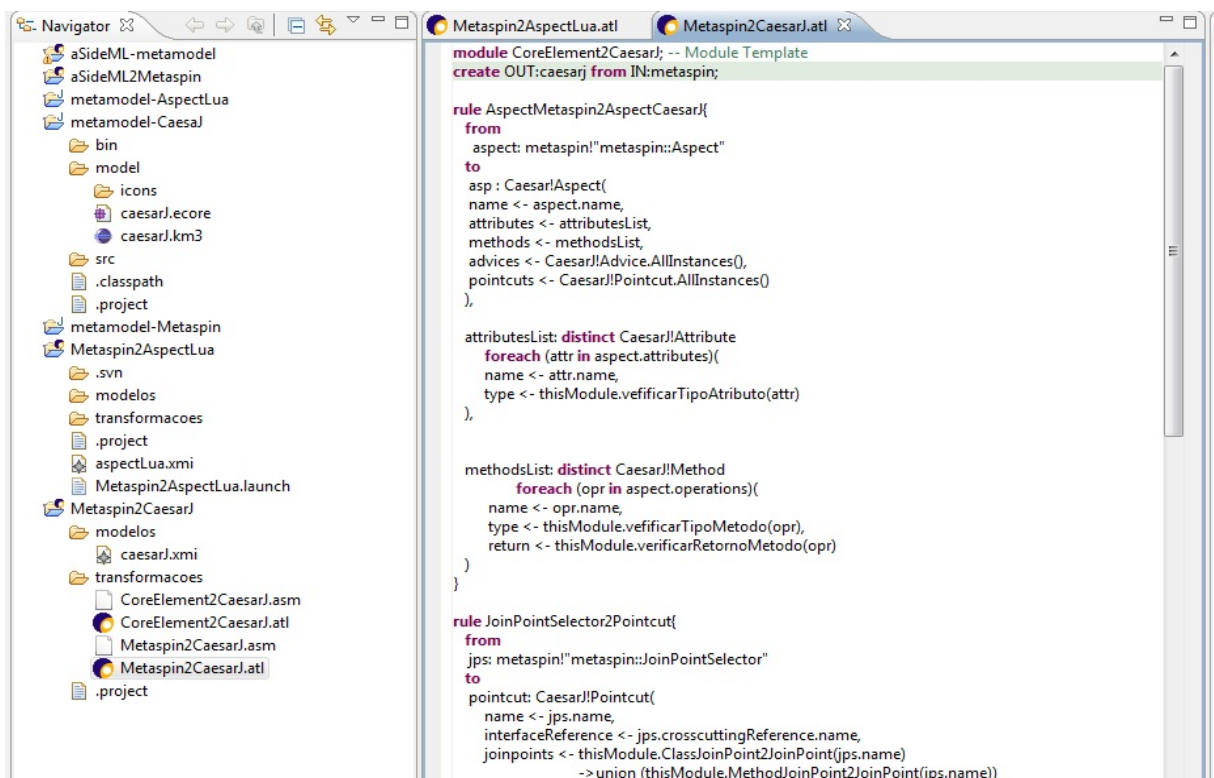 Navigator
aSideML-metamodel
aSideML2Metaspin
metamodel-AspectLua
metamodel-CaesaJ
bin
model
icons
caesarJ.ecore
caesarJ.km3
src
.classpath
.project
metamodel-Metaspin
Metaspin2AspectLua
.svn
modelos
transformacoes
.project
aspectLua.xmi
Metaspin2AspectLua.launch
Metaspin2CaesarJ
modelos
caesarJ.xmi
transformacoes
CoreElement2CaesarJ.asm
CoreElement2CaesarJ.atl
Metaspin2CaesarJ.asm
Metaspin2CaesarJ.atl
.project
Metaspin2AspectLua.atl Metaspin2CaesarJ.atl
module CoreElement2CaesarJ; -- Module Template
create OUT:caesarj from IN:metaspin;
rule AspectMetaspin2AspectCaesarJ{
from
aspect: metaspin!"metaspin::Aspect"
to
asp : Caesar!Aspect(
name <- aspect.name,
attributes <- attributesList,
methods <- methodsList,
advices <- CaesarJ!Advice.AllInstances(),
pointcuts <- CaesarJ!Pointcut.AllInstances()
),
attributesList: distinct CaesarJ!Attribute
foreach (attr in aspect.attributes)(
name <- attr.name,
type <- thisModule.vefificarTipoAtributo(attr)
),
methodsList: distinct CaesarJ!Method
foreach (opr in aspect.operations)(
name <- opr.name,
type <- thisModule.vefificarTipoMetodo(opr),
return <- thisModule.verificarRetornoMetodo(opr)
)
}
rule JoinPointSelector2Pointcut{
from
jps: metaspin!"metaspin::JoinPointSelector"
to
pointcut: CaesarJ!Pointcut(
name <- jps.name,
interfaceReference <- jps.crosscuttingReference.name,
joinpoints <- thisModule.ClassJoinPoint2JoinPoint(jps.name)
->union (thisModule.MethodJoinPoint2JoinPoint(jps.name))